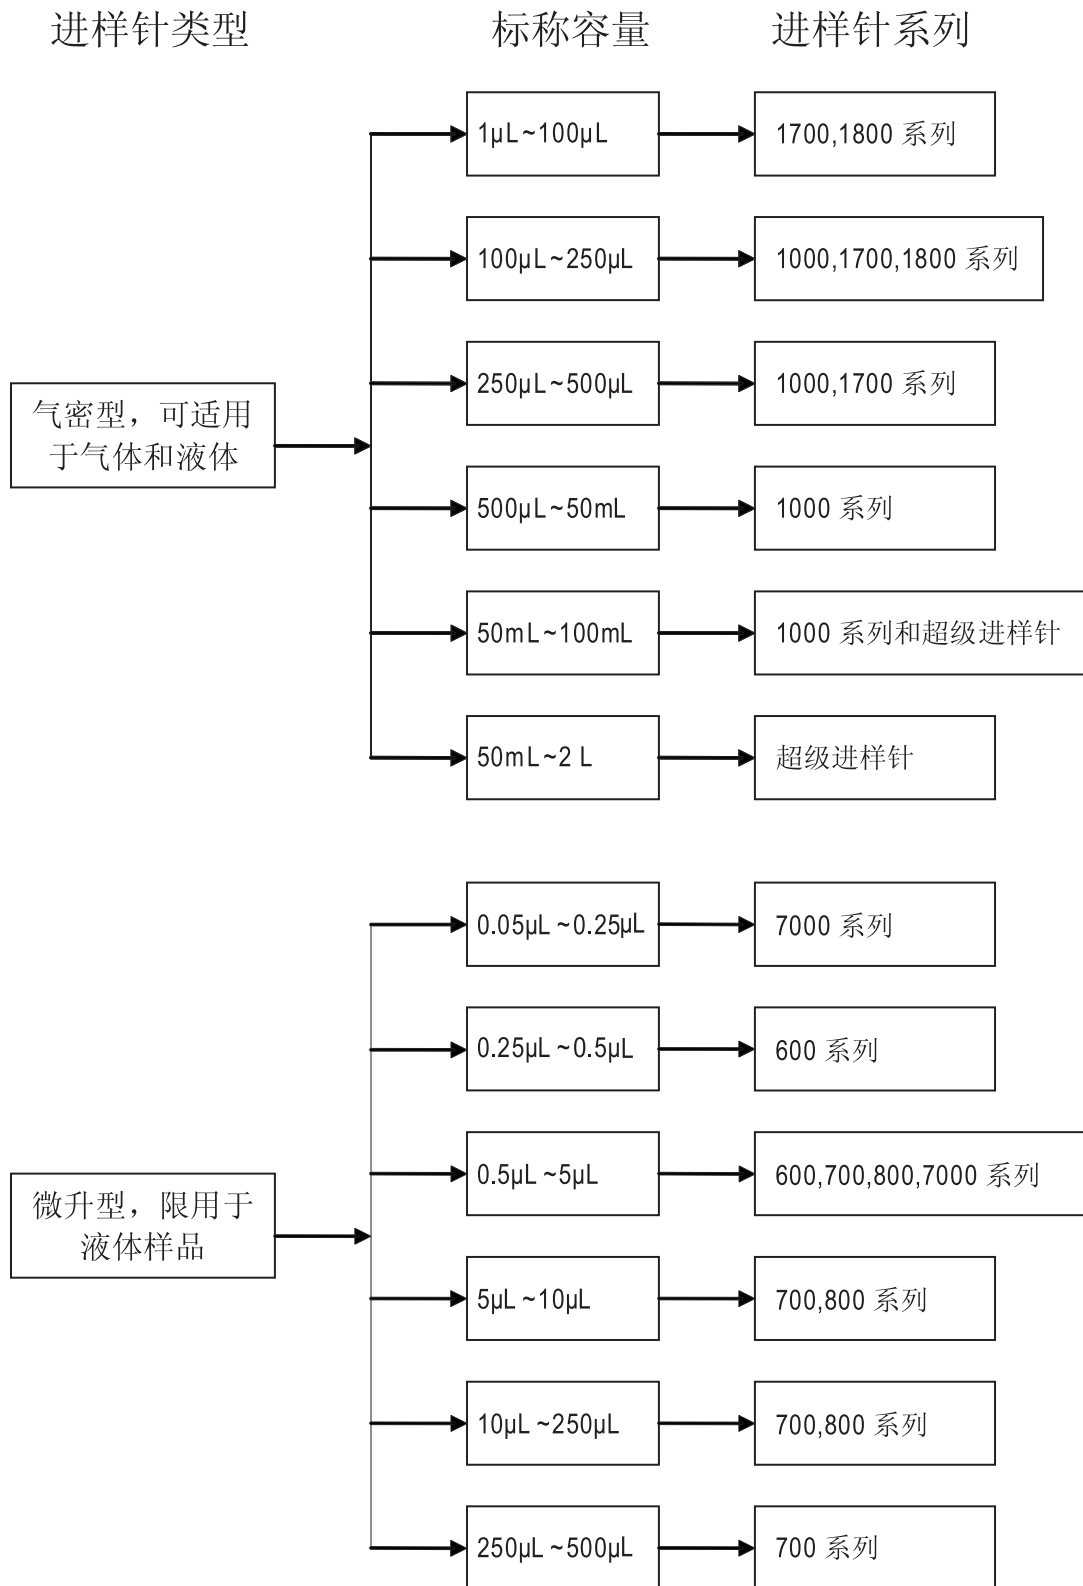 进样针类型 标称容量 进样针系列
1µL~100µL 1700,1800 系列
100µL~250µL 1000,1700,1800 系列
250µL~500µL 1000,1700 系列
气密型，可适用
于气体和液体
500µL~50mL 1000 系列
50mL~100mL 1000 系列和超级进样针
50mL~2 L 超级进样针
0.05µL~0.25µL 7000 系列
0.25µL~0.5µL 600 系列
0.5µL~5µL 600,700,800,7000 系列
微升型，限用于
液体样品
5µL~10µL 700,800 系列
10µL~250µL 700,800 系列
250µL~500µL 700 系列